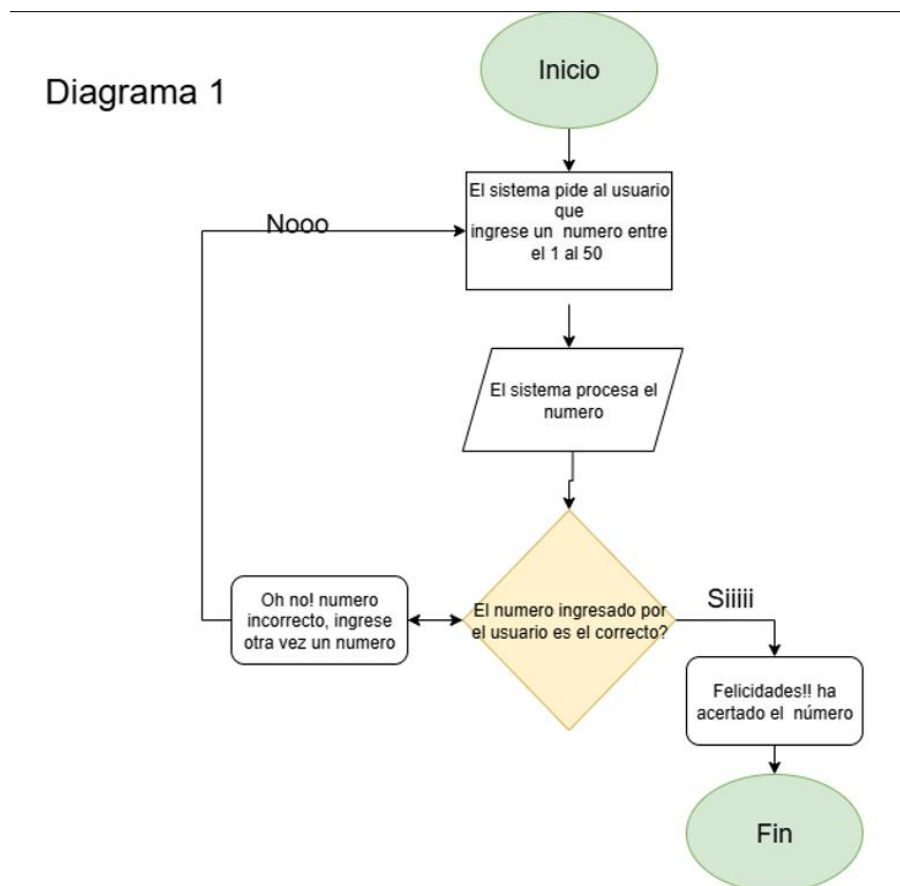 Diagrama 1
Inicio
El sistema pide al usuario
que
ingrese un numero entre
el 1 al 50
Nooo
El sistema procesa el
numero
El numero ingresado por
el usuario es el correcto?
Oh no! numero
incorrecto, ingrese
otra vez un numero
Siiiii
Felicidades!! ha
acertado el número
Fin